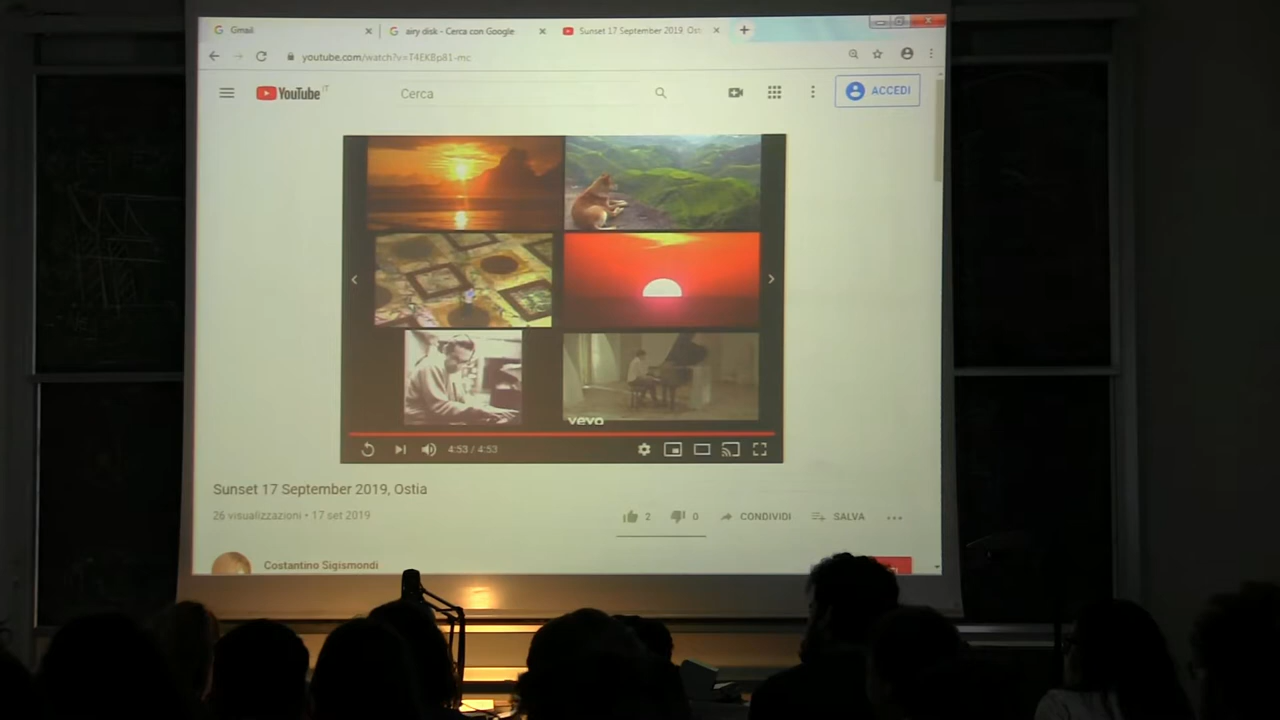 Gmail
airy disk - Cerca con Google
Sunset 17 September 2019, Ost
youtube.com/watch?v=T4EKBp81-mc
YouTube IT
Cerca
ACCEDI
vevo
4:53 / 4:53
Sunset 17 September 2019, Ostia
26 visualizzazioni • 17 set 2019
2
0
CONDIVIDI
SALVA
Costantino Sigismondi